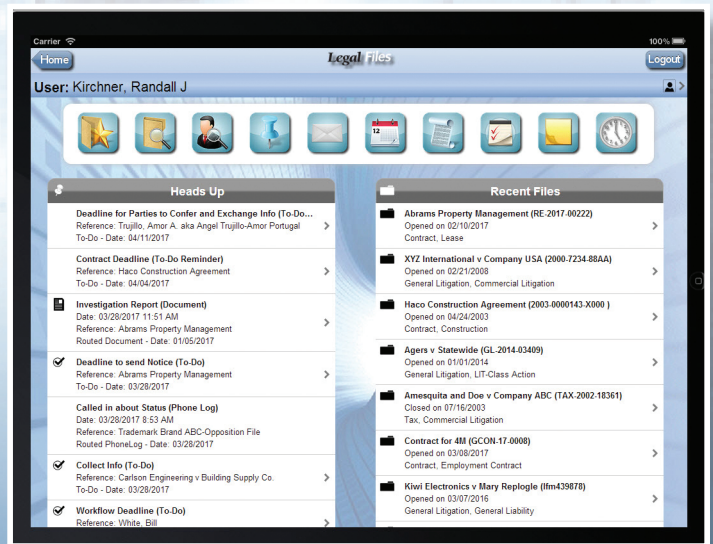 Carrier 100%
Home Legal Files Logout
User: Kirchner, Randall J
12
Heads Up
Deadline for Parties to Confer and Exchange Info (To-Do...
Reference: Trujillo, Amor A. aka Angel Trujillo-Amor Portugal
To-Do - Date: 04/11/2017
Contract Deadline (To-Do Reminder)
Reference: Haco Construction Agreement
To-Do - Date: 04/04/2017
Investigation Report (Document)
Date: 03/28/2017 11:51 AM
Reference: Abrams Property Management
Routed Document - Date: 01/05/2017
Deadline to send Notice (To-Do)
Reference: Abrams Property Management
To-Do - Date: 03/28/2017
Called in about Status (Phone Log)
Date: 03/28/2017 8:53 AM
Reference: Trademark Brand ABC-Opposition File
Routed PhoneLog - Date: 03/28/2017
Collect Info (To-Do)
Reference: Carlson Engineering v Building Supply Co.
To-Do - Date: 03/28/2017
Workflow Deadline (To-Do)
Reference: White, Bill
Recent Files
Abrams Property Management (RE-2017-00222)
Opened on 02/10/2017
Contract, Lease
XYZ International v Company USA (2000-7234-88AA)
Opened on 02/21/2008
General Litigation, Commercial Litigation
Haco Construction Agreement (2003-0000143-X000 )
Opened on 04/24/2003
Contract, Construction
Agers v Statewide (GL-2014-03409)
Opened on 01/01/2014
General Litigation, LIT-Class Action
Amesquita and Doe v Company ABC (TAX-2002-18361)
Closed on 07/16/2003
Tax, Commercial Litigation
Contract for 4M (GCON-17-0008)
Opened on 03/08/2017
Contract, Employment Contract
Kiwi Electronics v Mary Replogle (lfm439878)
Opened on 03/07/2016
General Litigation, General Liability